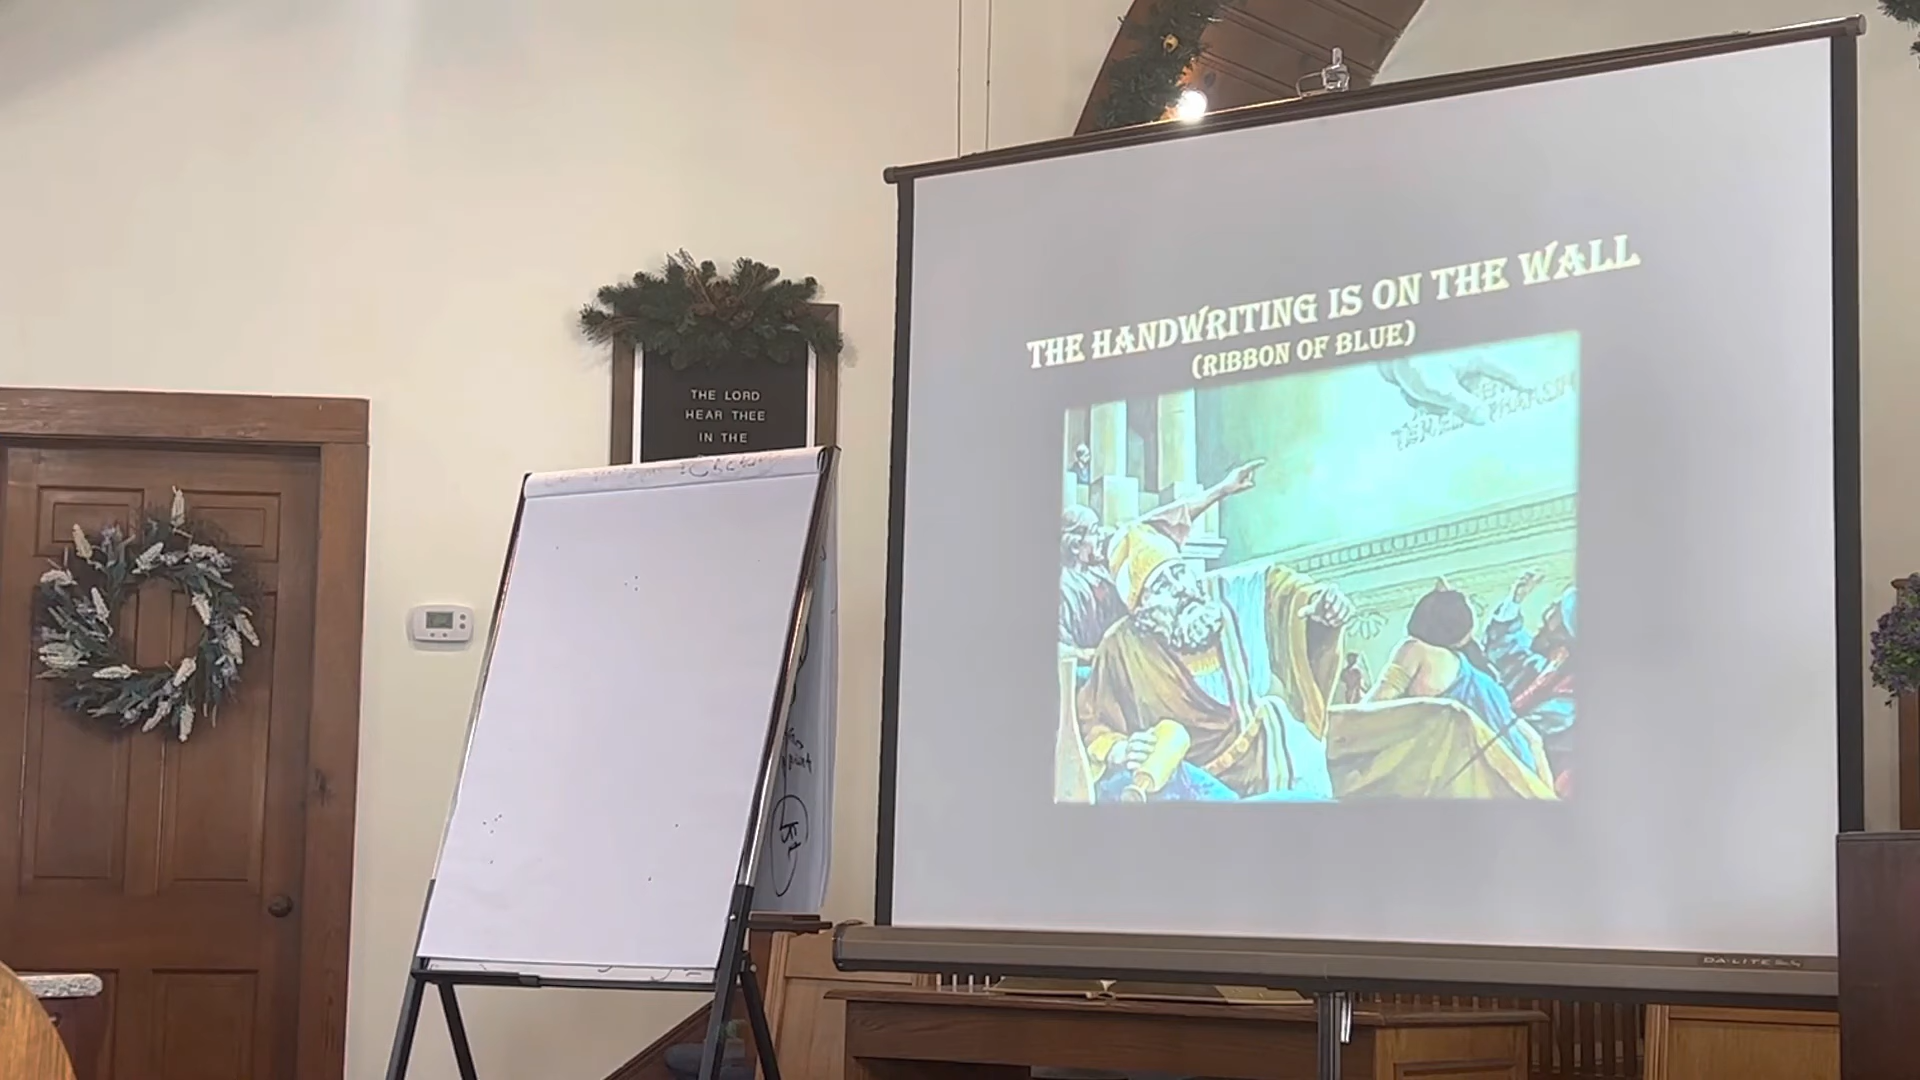 THE LORD
HEAR THEE
IN THE
THE HANDWRITING IS ON THE WALL
(RIBBON OF BLUE)
DA-LITE